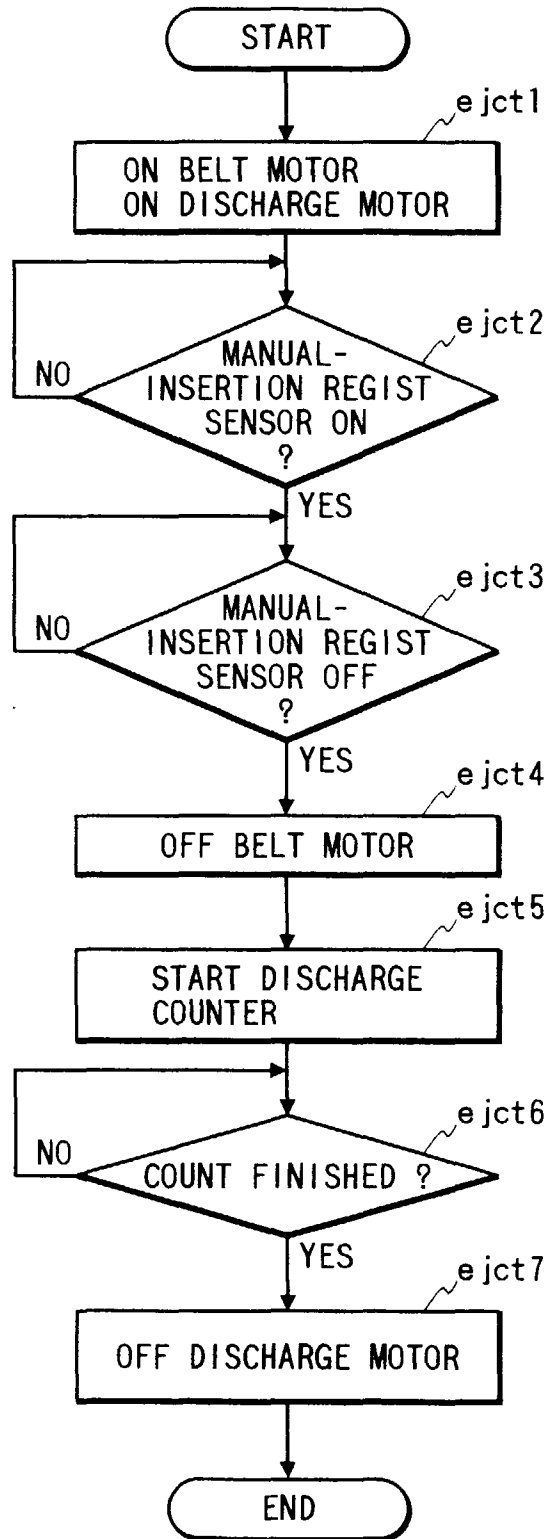 START
ejct1
ON BELT MOTOR
ON DISCHARGE MOTOR
ejct2
MANUAL-
INSERTION REGIST
SENSOR ON
?
NO
YES
ejct3
MANUAL-
INSERTION REGIST
SENSOR OFF
?
NO
YES
ejct4
OFF BELT MOTOR
ejct5
START DISCHARGE
COUNTER
ejct6
NO
COUNT FINISHED ?
YES
ejct7
OFF DISCHARGE MOTOR
END